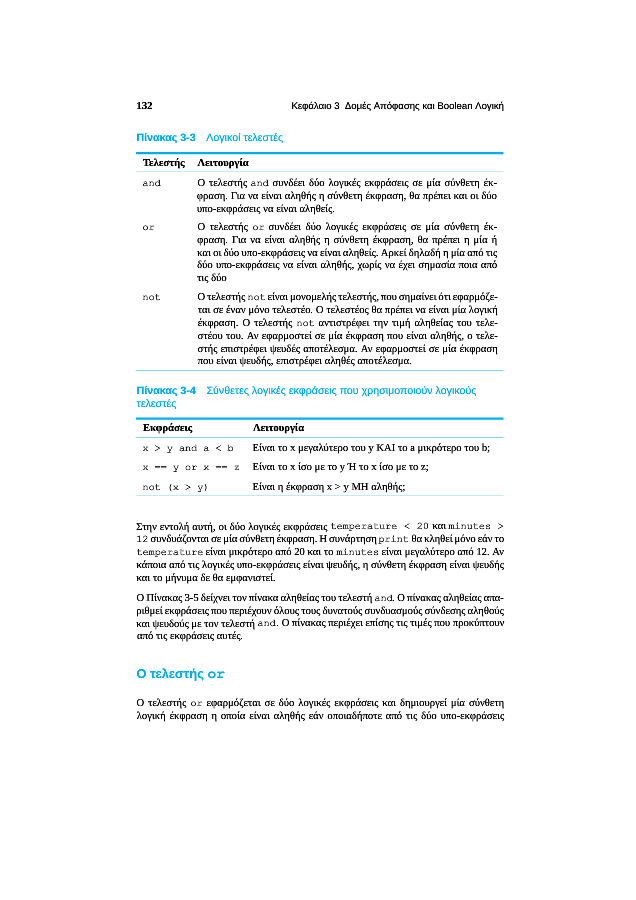 132 Κεφάλαιο 3 Δομές Απόφασης και Boolean Λογική
Πίνακας 3-3 Λογικοί τελεστές
Τελεστής Λειτουργία
and Ο τελεστής and συνδέει δύο λογικές εκφράσεις σε μία σύνθετη έκ-
φραση. Για να είναι αληθής η σύνθετη έκφραση, θα πρέπει και οι δύο
υπο-εκφράσεις να είναι αληθείς.
or Ο τελεστής or συνδέει δύο λογικές εκφράσεις σε μία σύνθετη έκ-
φραση. Για να είναι αληθής η σύνθετη έκφραση, θα πρέπει η μία ή
και οι δύο υπο-εκφράσεις να είναι αληθείς. Αρκεί δηλαδή η μία από τις
δύο υπο-εκφράσεις να είναι αληθής, χωρίς να έχει σημασία ποια από
τις δύο
not Ο τελεστής not είναι μονομελής τελεστής, που σημαίνει ότι εφαρμόζε-
ται σε έναν μόνο τελεστέο. Ο τελεστέος θα πρέπει να είναι μία λογική
έκφραση. Ο τελεστής not αντιστρέφει την τιμή αληθείας του τελε-
στέου του. Αν εφαρμοστεί σε μία έκφραση που είναι αληθής, ο τελε-
στής επιστρέφει ψευδές αποτέλεσμα. Αν εφαρμοστεί σε μία έκφραση
που είναι ψευδής, επιστρέφει αληθές αποτέλεσμα.
Πίνακας 3-4 Σύνθετες λογικές εκφράσεις που χρησιμοποιούν λογικούς
τελεστές
Εκφράσεις Λειτουργία
x > y and a < b Είναι το x μεγαλύτερο του y ΚΑΙ το a μικρότερο του b;
x == y or x == z Είναι το x ίσο με το y Ή το x ίσο με το z;
not (x > y) Είναι η έκφραση x > y ΜΗ αληθής;
Στην εντολή αυτή, οι δύο λογικές εκφράσεις temperature < 20 και minutes >
12 συνδυάζονται σε μία σύνθετη έκφραση. Η συνάρτηση print θα κληθεί μόνο εάν το
temperature είναι μικρότερο από 20 και το minutes είναι μεγαλύτερο από 12. Αν
κάποια από τις λογικές υπο-εκφράσεις είναι ψευδής, η σύνθετη έκφραση είναι ψευδής
και το μήνυμα δε θα εμφανιστεί.
Ο Πίνακας 3-5 δείχνει τον πίνακα αληθείας του τελεστή and. Ο πίνακας αληθείας απα-
ριθμεί εκφράσεις που περιέχουν όλους τους δυνατούς συνδυασμούς σύνδεσης αληθούς
και ψευδούς με τον τελεστή and. Ο πίνακας περιέχει επίσης τις τιμές που προκύπτουν
από τις εκφράσεις αυτές.
Ο τελεστής or
Ο τελεστής or εφαρμόζεται σε δύο λογικές εκφράσεις και δημιουργεί μία σύνθετη
λογική έκφραση η οποία είναι αληθής εάν οποιαδήποτε από τις δύο υπο-εκφράσεις